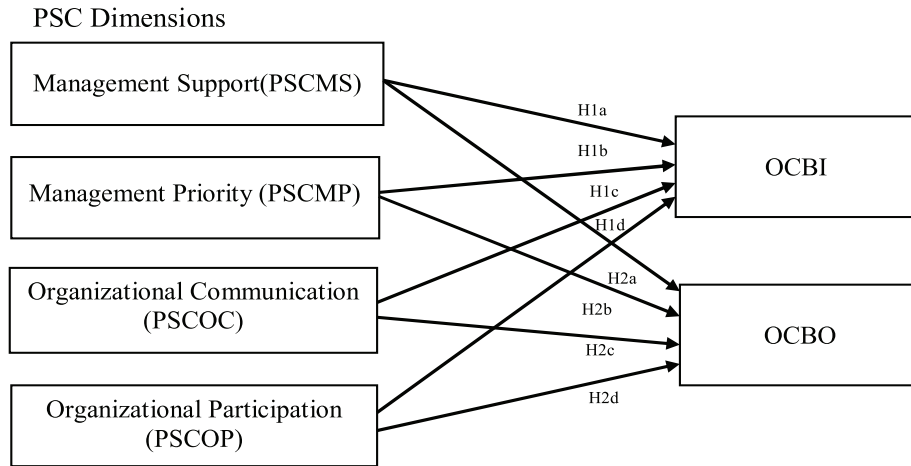 PSC Dimensions
Management Support(PSCMS)
Management Priority (PSCMP)
Organizational Communication
(PSCOC)
Organizational Participation
(PSCOP)
H1a
H1b
H1c
H1d
H2a
H2b
H2c
H2d
OCBI
OCBO